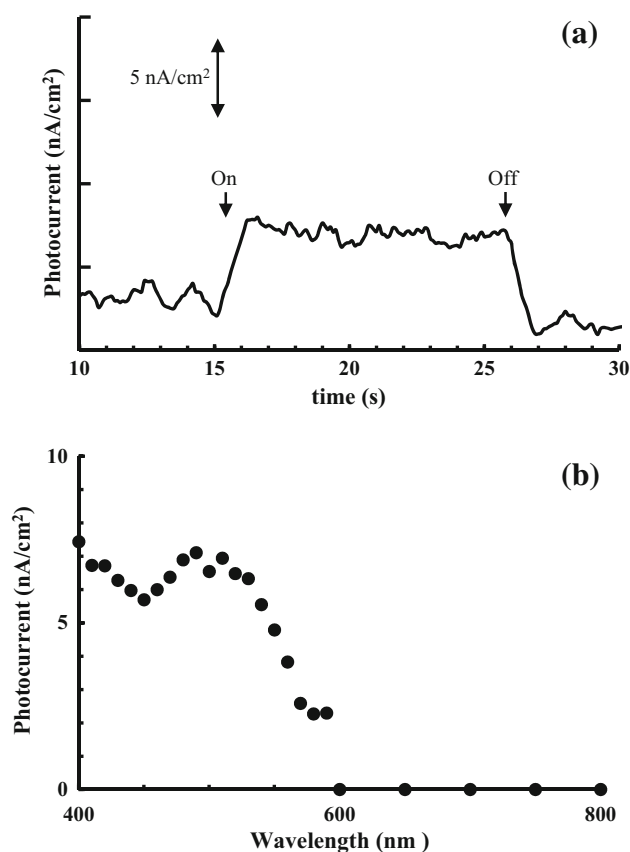 (a)
5 nA/cm²
On
Off
Photocurrent (nA/cm²)
10 15 20 25 30
time (s)
(b)
10
5
0
Photocurrent (nA/cm²)
400 600 800
Wavelength (nm )